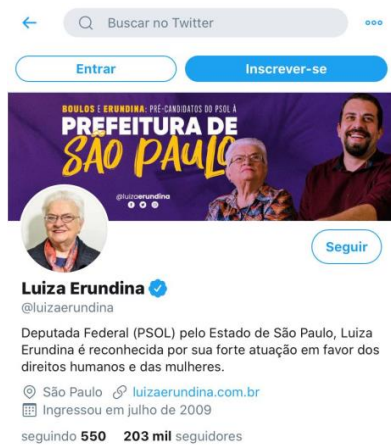 Buscar no Twitter
Entrar
Inscrever-se
BOULOS E ERUNDINA: PRÉ-CANDIDATOS DO PSOL À
PREFEITURA DE
SÃO PAULO
@luizaerundina
Seguir
Luiza Erundina
@luizaerundina
Deputada Federal (PSOL) pelo Estado de São Paulo, Luiza
Erundina é reconhecida por sua forte atuação em favor dos
direitos humanos e das mulheres.
São Paulo luizaerundina.com.br
Ingressou em julho de 2009
seguindo 550 203 mil seguidores